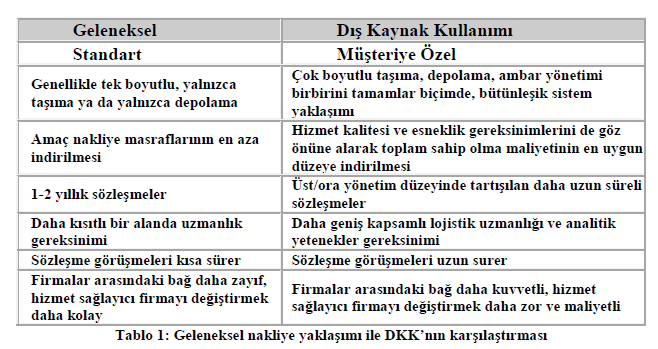 Geleneksel
Dış Kaynak Kullanımı
Standart
Müşteriye Özel
Genellikle tek boyutlu, yalnızca
taşıma ya da yalnızca depolama
Çok boyutlu taşıma, depolama, ambar yönetimi
birbirini tamamlar biçimde, bütünleşik sistem
yaklaşımı
Amaç nakliye masraflarının en aza
indirilmesi
Hizmet kalitesi ve esneklik gereksinimlerini de göz
önüne alarak toplam sahip olma maliyetinin en uygun
düzeye indirilmesi
1-2 yıllık sözleşmeler
Üst/ora yönetim düzeyinde tartışılan daha uzun süreli
sözleşmeler
Daha kısıtlı bir alanda uzmanlık
gereksinimi
Daha geniş kapsamlı lojistik uzmanlığı ve analitik
yetenekler gereksinimi
Sözleşme görüşmeleri kısa sürer
Sözleşme görüşmeleri uzun surer
Firmalar arasındaki bağ daha zayıf,
hizmet sağlayıcı firmayı değiştirmek
daha kolay
Firmalar arasındaki bağ daha kuvvetli, hizmet
sağlayıcı firmayı değiştirmek daha zor ve maliyetli
Tablo 1: Geleneksel nakliye yaklaşımı ile DKK’nın karşılaştırması